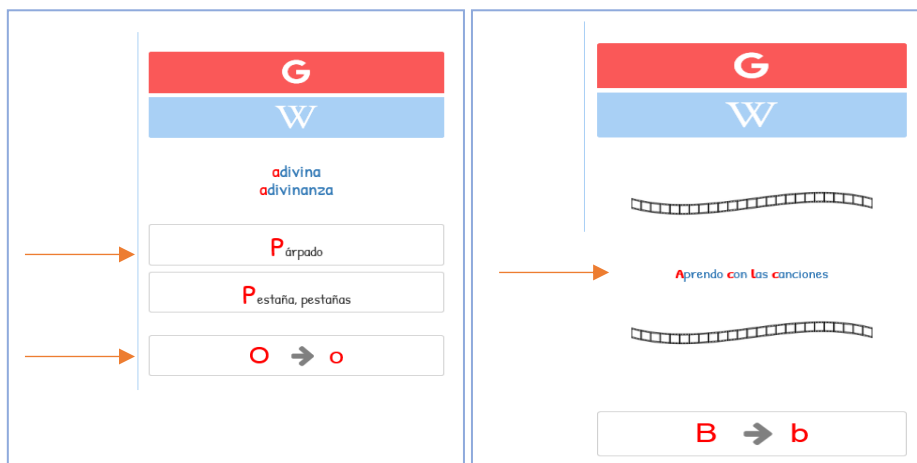 G
W
adivina
adivinanza
Párpado
Pestaña, pestañas
O → o
G
W
Aprendo con Las canciones
B → b